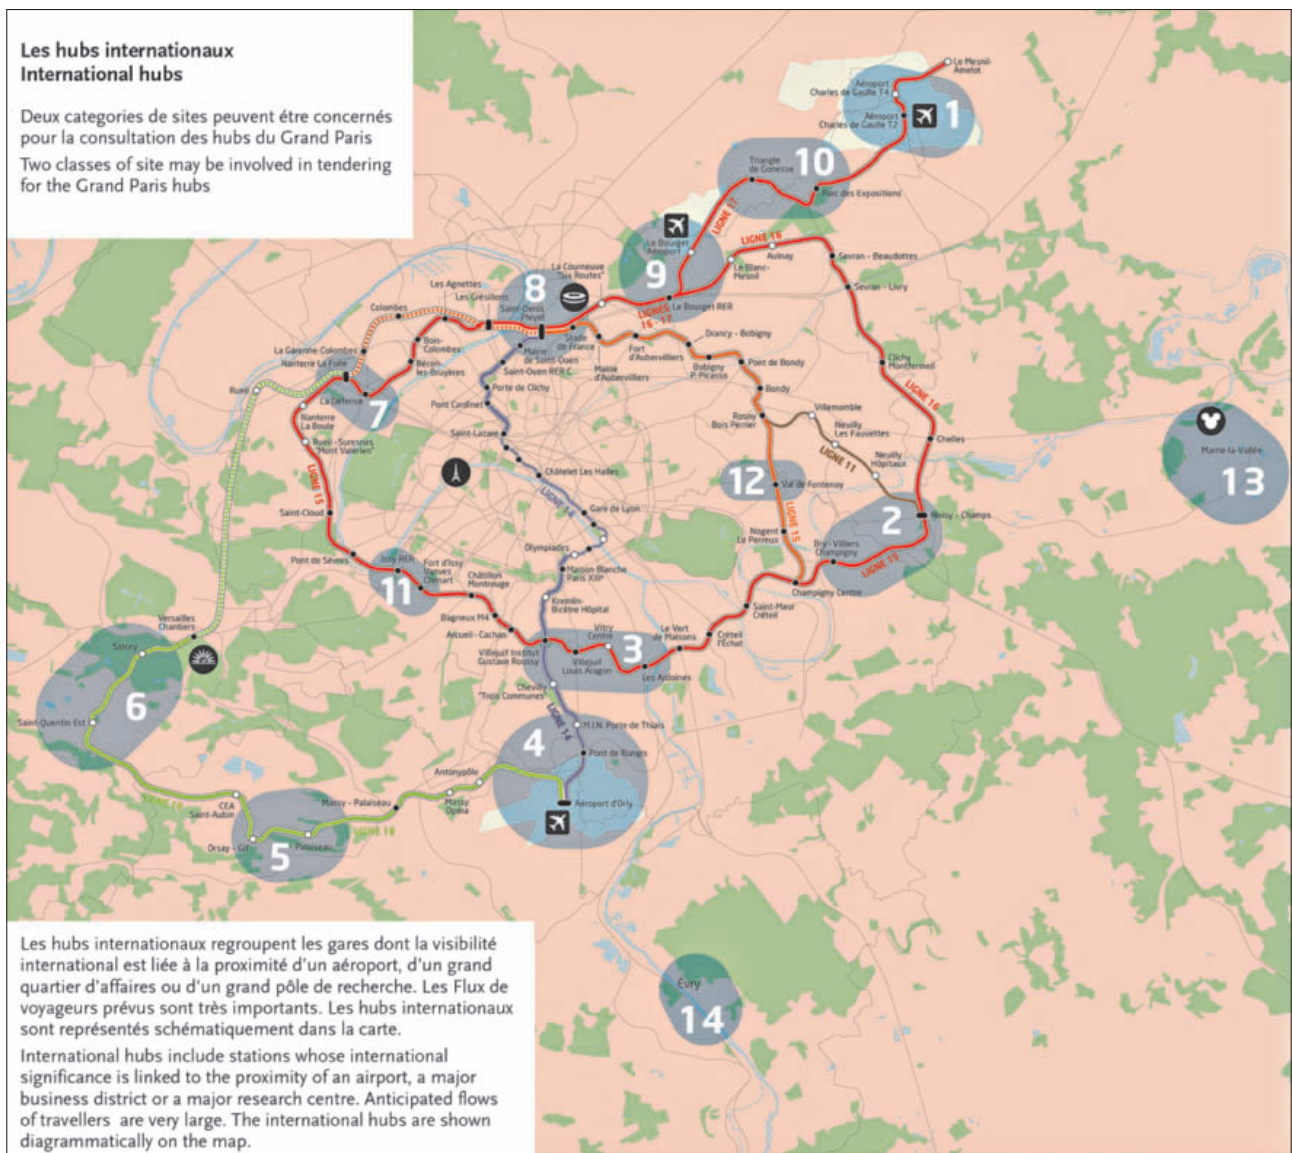 Les hubs internationaux
International hubs
Deux categories de sites peuvent étre concernés
pour la consultation des hubs du Grand Paris
Two classes of site may be involved in tendering
for the Grand Paris hubs
Le Mesnil-
Amelot
Aéroport
Charles de Gaulle T4
1
Aéroport
Charles de Gaulle T2
Triangle
de Gonesse
10
Parc des Expositions
LIGNE 17
Le Bourget
Aéroport
9
LIGNE 16
Aulnay
Le Blanc-
Mesnil
Sevran - Beaudottes
Sevran - Livry
La Courneuve
"Six Routes"
8
Les Agnettes
Les Grésillons
Saint-Denis
Pleyel
Colombes
LIGNES
16 - 17
Le Bourget RER
Stade
de France
Mairie
d'Aubervilliers
Fort
d'Aubervilliers
Drancy - Bobigny
Bobigny
P. Picasso
Pont de Bondy
Bondy
Clichy
Montfermeil
LIGNE 16
La Garenne-Colombes
Nanterre La Folie
Bois-
Colombes
Bécon-
les-Bruyères
Mairie
de Saint-Ouen
Saint-Ouen RER C
Porte de Clichy
Pont Cardinet
Rueil
La Défense
7
Nanterre
La Boule
Rueil - Suresnes
"Mont Valérien"
Saint-Lazare
Châtelet Les Halles
LIGNE 14
Gare de Lyon
Rosny
Bois Perrier
Villemomble
Neuilly
Les Fauvettes
LIGNE 11
Neuilly
Hôpitaux
Chelles
Marne-la-Vallée
13
12
Val de Fontenay
LIGNE 15
2
Noisy - Champs
LIGNE 15
Saint-Cloud
Pont de Sèvres
Issy RER
11
Fort d'Issy
Vanves
Clamart
Châtillon
Montrouge
Bagneux M4
Arcueil - Cachan
Olympiades
Maison Blanche
Paris XIIIe
Kremlin-
Bicêtre Hôpital
Nogent
Le Perreux
Bry - Villiers
Champigny
LIGNE 15
Champigny Centre
Saint-Maur
Créteil
Créteil
l'Echat
Le Vert
de Maisons
Vitry
Centre
3
Villejuif Institut
Gustave Roussy
Villejuif
Louis Aragon
Les Ardoines
Chevilly
"Trois Communes"
LIGNE 14
M.I.N. Porte de Thiais
Pont de Rungis
4
Aéroport d'Orly
Versailles
Chantiers
Satory
6
Saint-Quentin Est
LIGNE 18
CEA
Saint-Aubin
Orsay - Gif
5
Palaiseau
LIGNE 18
Massy - Palaiseau
Massy
Opéra
Antonypôle
Évry
14
Les hubs internationaux regroupent les gares dont la visibilité
international est liée à la proximité d'un aéroport, d'un grand
quartier d'affaires ou d'un grand pôle de recherche. Les Flux de
voyageurs prévus sont très importants. Les hubs internationaux
sont représentés schématiquement dans la carte.
International hubs include stations whose international
significance is linked to the proximity of an airport, a major
business district or a major research centre. Anticipated flows
of travellers are very large. The international hubs are shown
diagrammatically on the map.